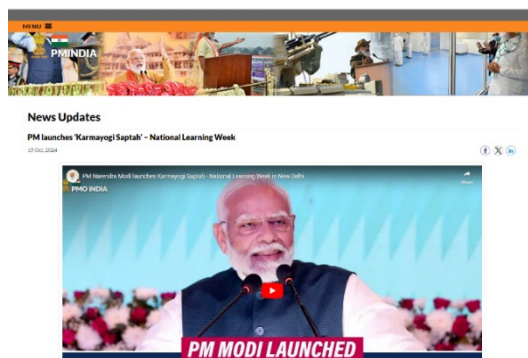 MENU
PMINDIA
News Updates
PM launches 'Karmayogi Saptah' – National Learning Week
19 Oct, 2024
PM Narendra Modi launches Karmayogi Saptah - National Learning Week in New Delhi
Share
PMO INDIA
PM MODI LAUNCHED